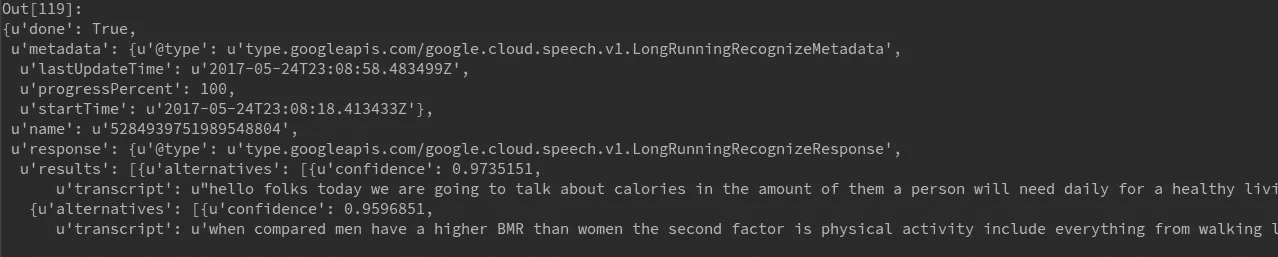 Out[119]:
{u'done': True,
u'metadata': {u'@type': u'type.googleapis.com/google.cloud.speech.v1.LongRunningRecognizeMetadata',
u'lastUpdateTime': u'2017-05-24T23:08:58.483499Z',
u'progressPercent': 100,
u'startTime': u'2017-05-24T23:08:18.413433Z'},
u'name': u'5284939751989548804',
u'response': {u'@type': u'type.googleapis.com/google.cloud.speech.v1.LongRunningRecognizeResponse',
u'results': [{u'alternatives': [{u'confidence': 0.9735151,
u'transcript': u"hello folks today we are going to talk about calories in the amount of them a person will need daily for a healthy livi
{u'alternatives': [{u'confidence': 0.9596851,
u'transcript': u'when compared men have a higher BMR than women the second factor is physical activity include everything from walking l